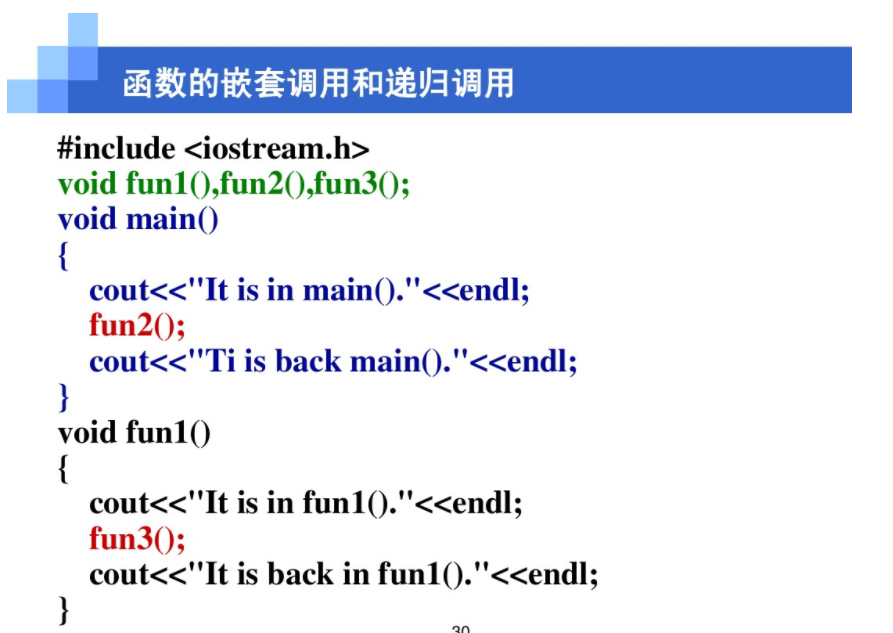 函数的嵌套调用和递归调用
#include <iostream.h>
void fun1(),fun2(),fun3();
void main()
{
cout<<"It is in main()."<<endl;
fun2();
cout<<"Ti is back main()."<<endl;
}
void fun1()
{
cout<<"It is in fun1()."<<endl;
fun3();
cout<<"It is back in fun1()."<<endl;
}
30